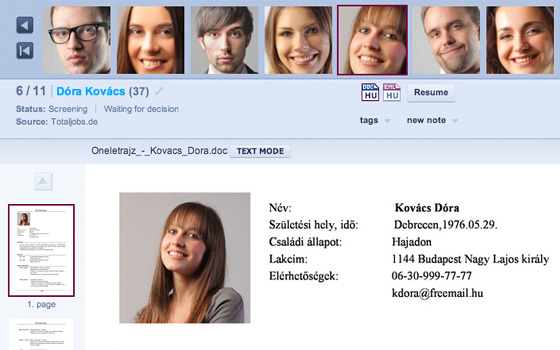 6 / 11 | Dóra Kovács (37)
DOC HU HU Resume
Status: Screening | Waiting for decision
Source: Totaljobs.de
tags new note
Oneletrajz_-_Kovacs_Dora.doc TEXT MODE
Név: Kovács Dóra
Születési hely, idő: Debrecen,1976.05.29.
Családi állapot: Hajadon
Lakcím: 1144 Budapest Nagy Lajos király
Elérhetőségek: 06-30-999-77-77
kdora@freemail.hu
1. page